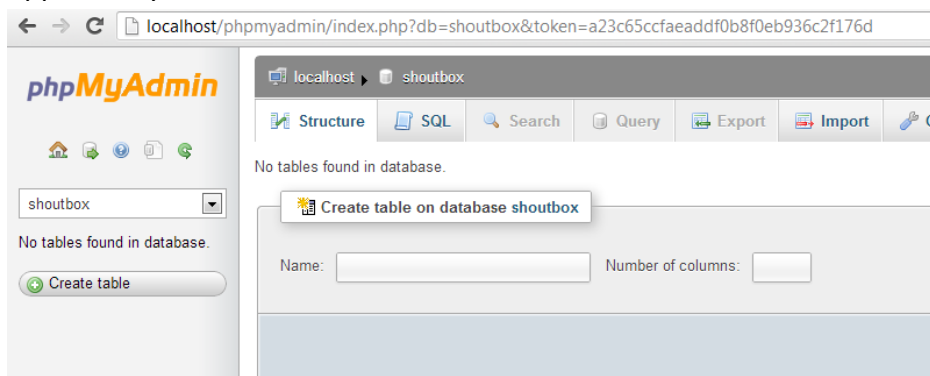 localhost/phpmyadmin/index.php?db=shoutbox&token=a23c65ccfaeaddf0b8f0eb936c2f176d
phpMyAdmin
localhost shoutbox
Structure SQL Search Query Export Import
No tables found in database.
shoutbox
Create table on database shoutbox
No tables found in database.
Name: Number of columns:
Create table